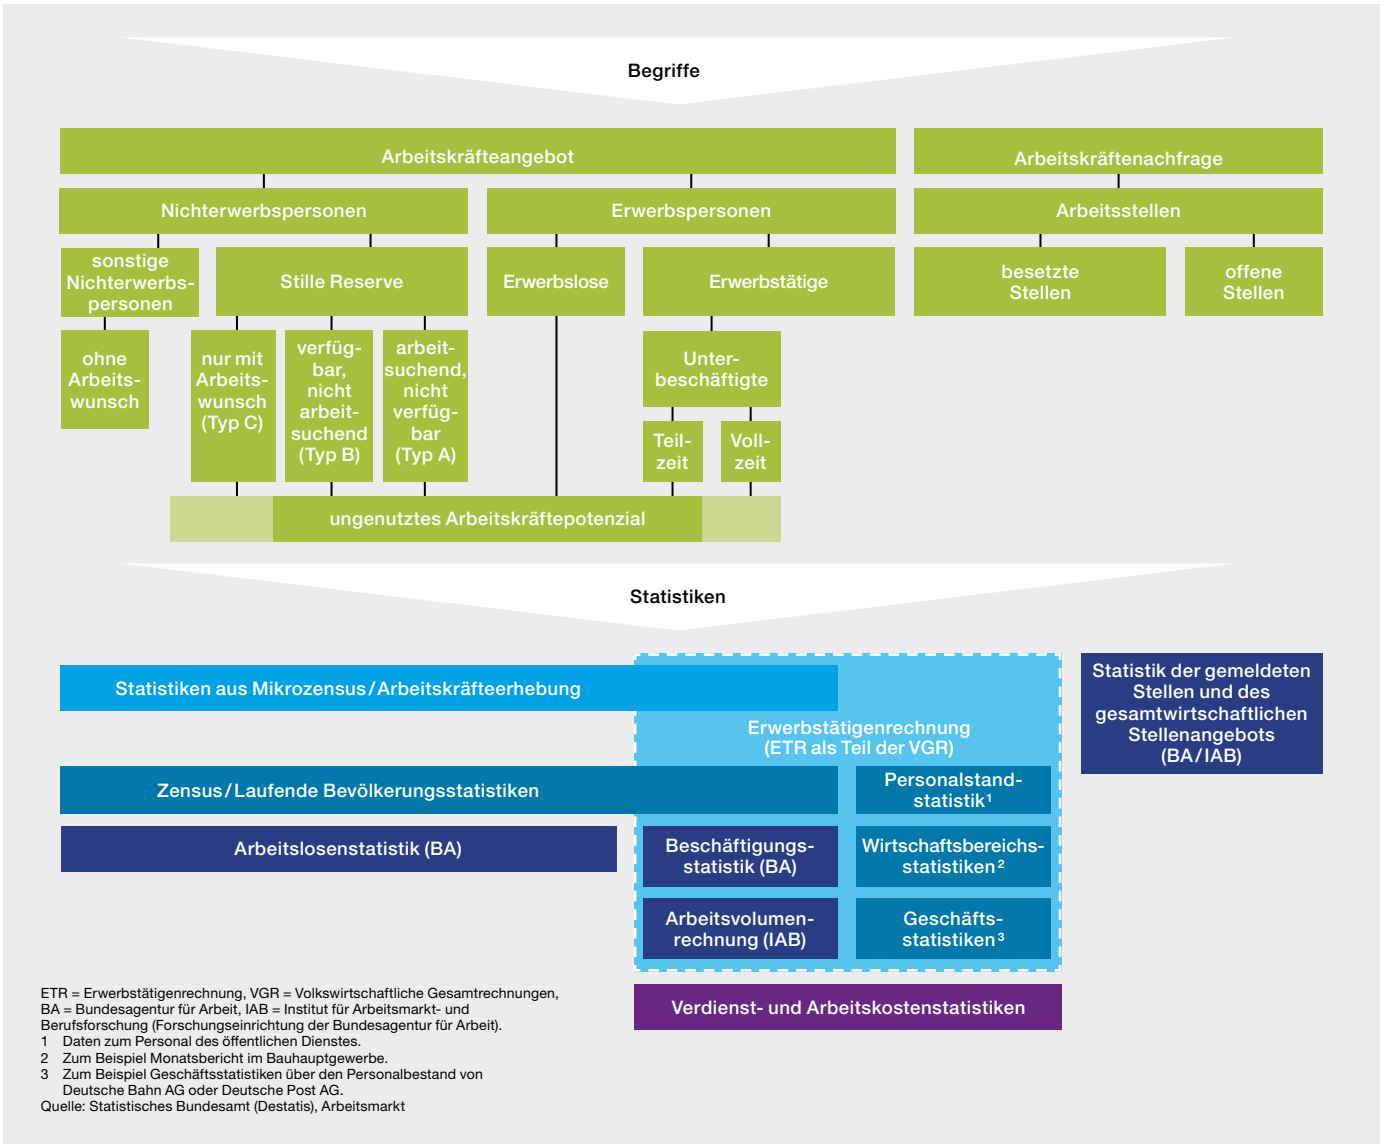 Begriffe
Arbeitskräfteangebot
Arbeitskräftenachfrage
Nichterwerbspersonen
Erwerbspersonen
Arbeitsstellen
sonstige
Nichterwerbs-
personen
Stille Reserve
Erwerbslose
Erwerbstätige
besetzte
Stellen
offene
Stellen
ohne
Arbeits-
wunsch
nur mit
Arbeits-
wunsch
(Typ C)
verfüg-
bar,
nicht
arbeit-
suchend
(Typ B)
arbeit-
suchend,
nicht
verfüg-
bar
(Typ A)
Unter-
beschäftigte
Teil-
zeit
Voll-
zeit
ungenutztes Arbeitskräftepotenzial
Statistiken
Statistiken aus Mikrozensus/Arbeitskräfteerhebung
Erwerbstätigenrechnung
(ETR als Teil der VGR)
Statistik der gemeldeten
Stellen und des
gesamtwirtschaftlichen
Stellenangebots
(BA/IAB)
Zensus/Laufende Bevölkerungsstatistiken
Personalstand-
statistik¹
Arbeitslosenstatistik (BA)
Beschäftigungs-
statistik (BA)
Wirtschaftsbereichs-
statistiken²
Arbeitsvolumen-
rechnung (IAB)
Geschäfts-
statistiken³
Verdienst- und Arbeitskostenstatistiken
ETR = Erwerbstätigenrechnung, VGR = Volkswirtschaftliche Gesamtrechnungen,
BA = Bundesagentur für Arbeit, IAB = Institut für Arbeitsmarkt- und
Berufsforschung (Forschungseinrichtung der Bundesagentur für Arbeit).
1 Daten zum Personal des öffentlichen Dienstes.
2 Zum Beispiel Monatsbericht im Bauhauptgewerbe.
3 Zum Beispiel Geschäftsstatistiken über den Personalbestand von
Deutsche Bahn AG oder Deutsche Post AG.
Quelle: Statistisches Bundesamt (Destatis), Arbeitsmarkt